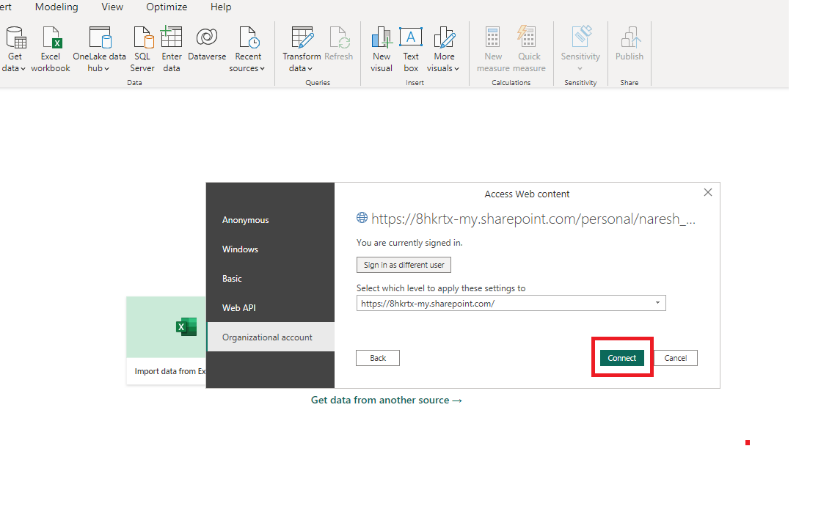 ert Modeling View Optimize Help
Get data
Excel workbook
OneLake data hub
SQL Server
Enter data
Dataverse
Recent sources
Transform data
Refresh
New visual
Text box
More visuals
New measure
Quick measure
Sensitivity
Publish
Data
Queries
Insert
Calculations
Sensitivity
Share
Access Web content
Anonymous
Windows
Basic
Web API
Organizational account
https://8hkrtx-my.sharepoint.com/personal/naresh_...
You are currently signed in.
Sign in as different user
Select which level to apply these settings to
https://8hkrtx-my.sharepoint.com/
Back
Connect
Cancel
Import data from Ex
Get data from another source →